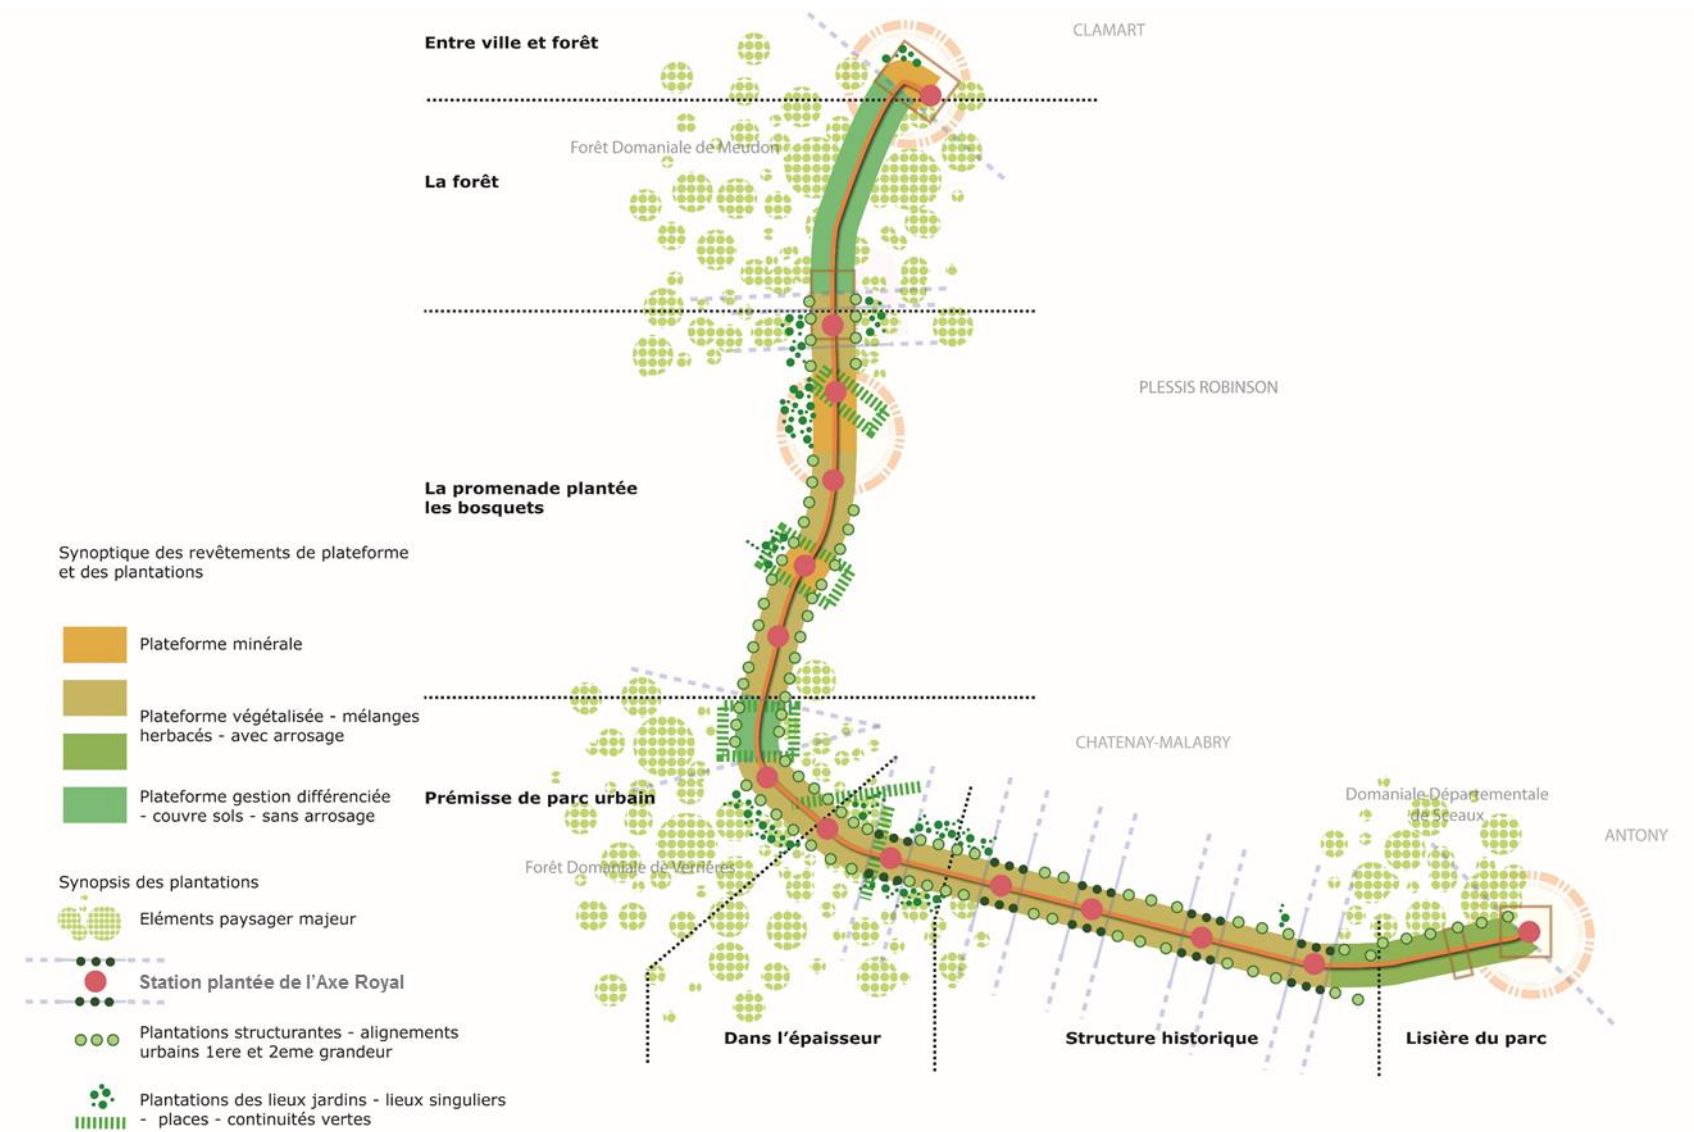 Entre ville et forêt
CLAMART
Forêt Domaniale de Meudon
La forêt
PLESSIS ROBINSON
La promenade plantée
les bosquets
Synoptique des revêtements de plateforme
et des plantations
Plateforme minérale
Plateforme végétalisée - mélanges
herbacés - avec arrosage
Plateforme gestion différenciée
- couvre sols - sans arrosage
CHATENAY-MALABRY
Prémisse de parc urbain
Domaniale Départementale
de Sceaux
ANTONY
Forêt Domaniale de Verrières
Synopsis des plantations
Eléments paysager majeur
Station plantée de l'Axe Royal
Plantations structurantes - alignements
urbains 1ere et 2eme grandeur
Plantations des lieux jardins - lieux singuliers
- places - continuités vertes
Dans l'épaisseur
Structure historique
Lisière du parc